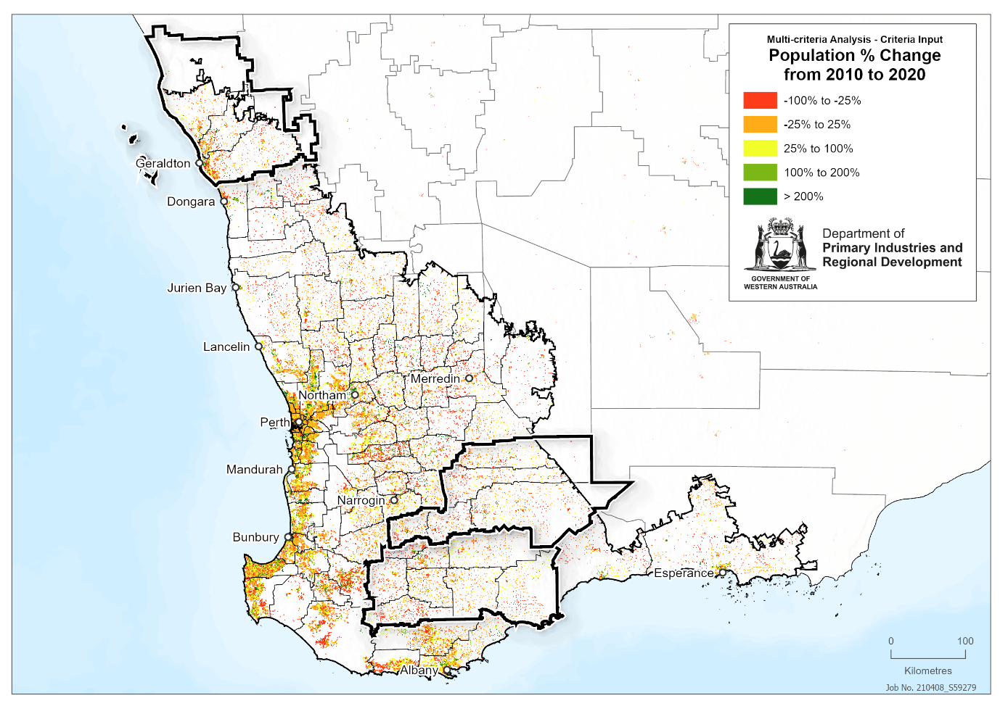 Multi-criteria Analysis - Criteria Input
Population % Change
from 2010 to 2020
-100% to -25%
-25% to 25%
25% to 100%
100% to 200%
> 200%
Department of
Primary Industries and
Regional Development
GOVERNMENT OF
WESTERN AUSTRALIA
Geraldton
Dongara
Jurien Bay
Lancelin
Merredin
Northam
Perth
Mandurah
Narrogin
Bunbury
Esperance
Albany
0 100
Kilometres
Job No. 210408_S59279